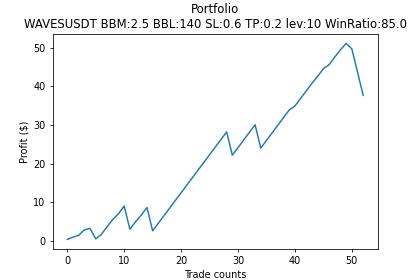 Portfolio
WAVESUSDT BBM:2.5 BBL:140 SL:0.6 TP:0.2 lev:10 WinRatio:85.0
50
40
30
20
10
0
Profit ($)
0 10 20 30 40 50
Trade counts